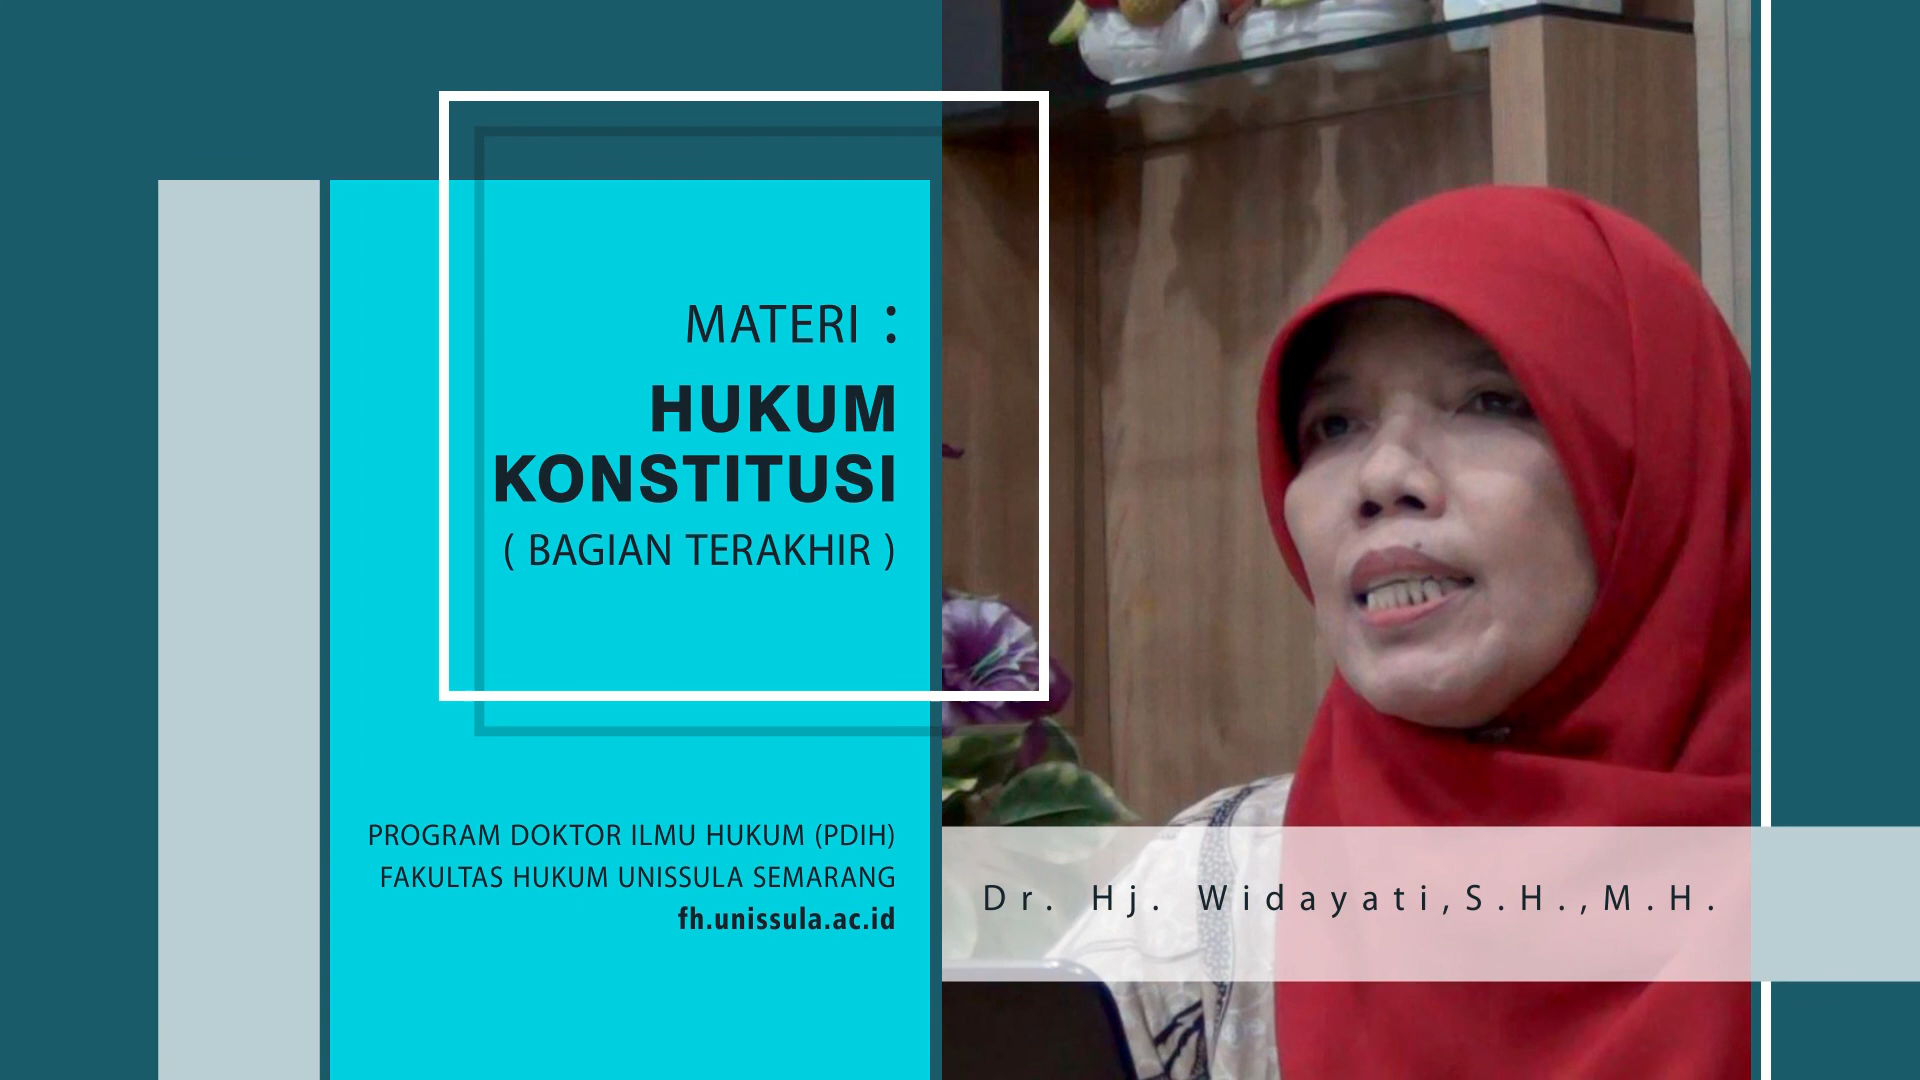 MATERI :
HUKUM
KONSTITUSI
( BAGIAN TERAKHIR )
PROGRAM DOKTOR ILMU HUKUM (PDIH)
FAKULTAS HUKUM UNISSULA SEMARANG
fh.unissula.ac.id
Dr. Hj. Widayati,S.H.,M.H.